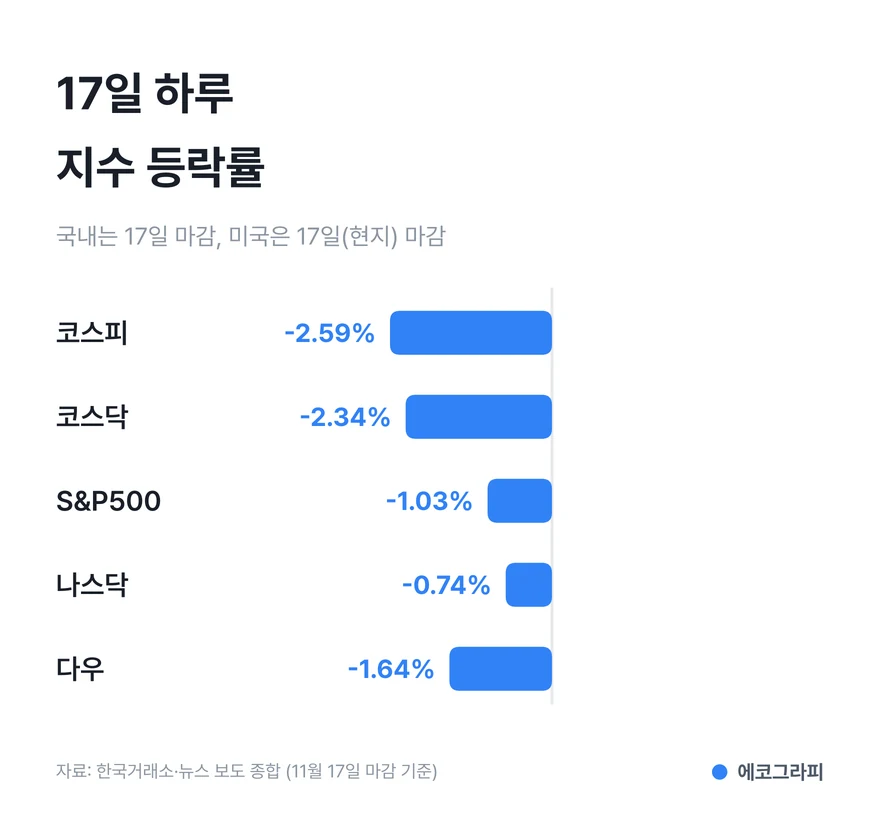 17일 하루
지수 등락률
국내는 17일 마감, 미국은 17일(현지) 마감
코스피 -2.59%
코스닥 -2.34%
S&P500 -1.03%
나스닥 -0.74%
다우 -1.64%
자료: 한국거래소·뉴스 보도 종합 (11월 17일 마감 기준)
에코그라피